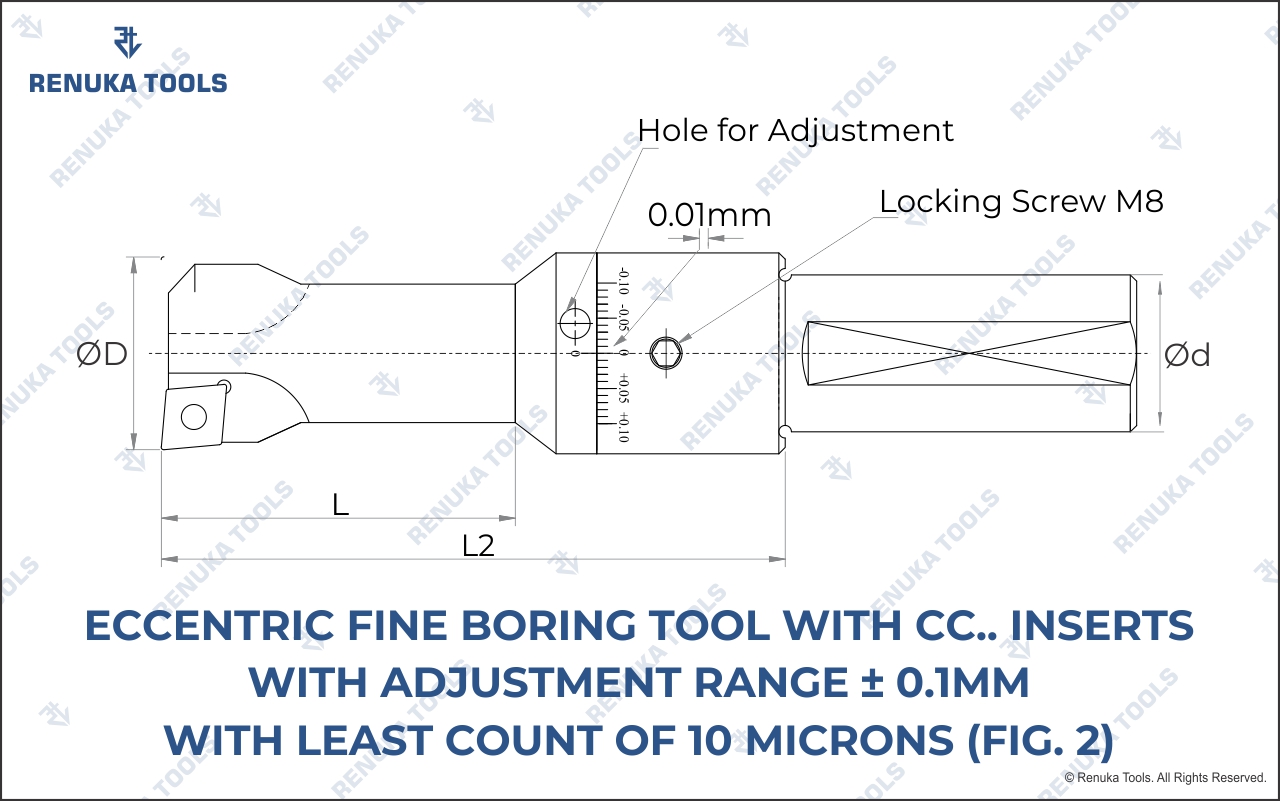 RENUKA TOOLS
Hole for Adjustment
Locking Screw M8
0.01mm
-0.10
-0.05
0
0
+0.05
+0.10
ØD
Ød
L
L2
ECCENTRIC FINE BORING TOOL WITH CC.. INSERTS
WITH ADJUSTMENT RANGE ± 0.1MM
WITH LEAST COUNT OF 10 MICRONS (FIG. 2)
© Renuka Tools. All Rights Reserved.